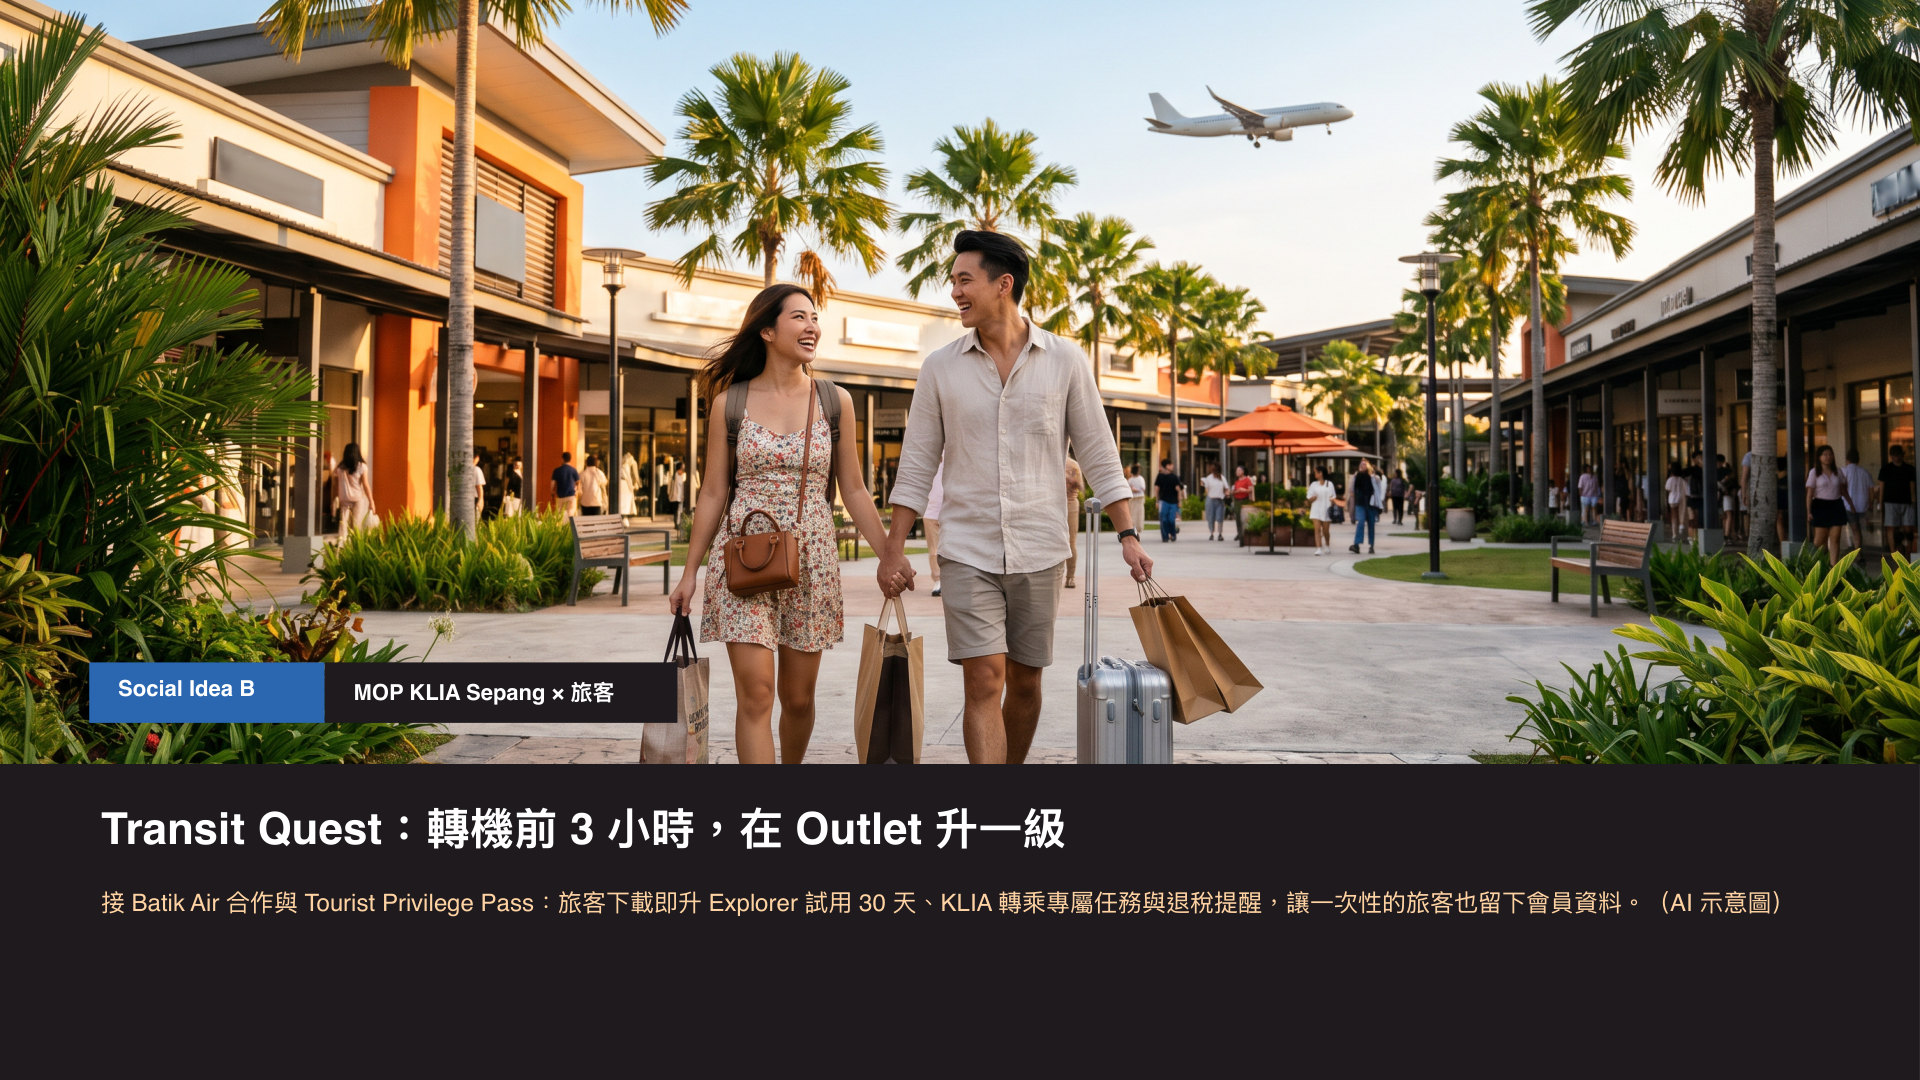 Social Idea B
MOP KLIA Sepang × 旅客
Transit Quest：轉機前 3 小時，在 Outlet 升一級
接 Batik Air 合作與 Tourist Privilege Pass：旅客下載即升 Explorer 試用 30 天、KLIA 轉乘專屬任務與退稅提醒，讓一次性的旅客也留下會員資料。（AI 示意圖）